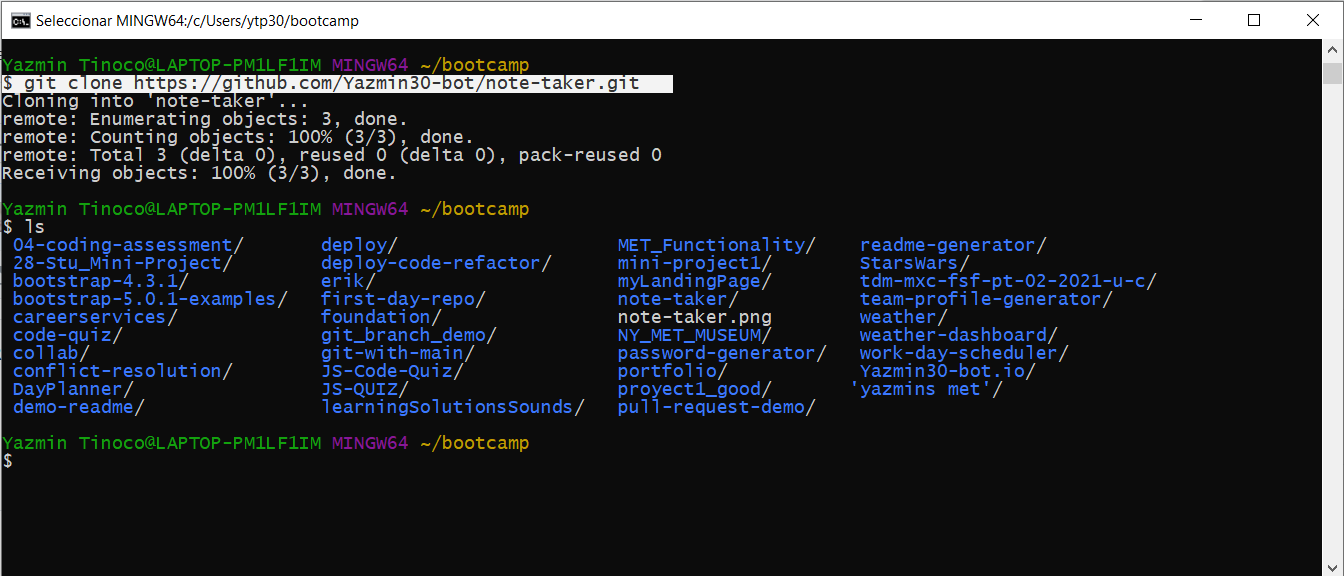 Seleccionar MINGW64:/c/Users/ytp30/bootcamp
Yazmin Tinoco@LAPTOP-PM1LF1IM MINGW64 ~/bootcamp
$ git clone https://github.com/Yazmin30-bot/note-taker.git
Cloning into 'note-taker'...
remote: Enumerating objects: 3, done.
remote: Counting objects: 100% (3/3), done.
remote: Total 3 (delta 0), reused 0 (delta 0), pack-reused 0
Receiving objects: 100% (3/3), done.
Yazmin Tinoco@LAPTOP-PM1LF1IM MINGW64 ~/bootcamp
$ ls
04-coding-assessment/ deploy/ MET_Functionality/ readme-generator/
28-Stu_Mini-Project/ deploy-code-refactor/ mini-project1/ StarsWars/
bootstrap-4.3.1/ erik/ myLandingPage/ tdm-mxc-fsf-pt-02-2021-u-c/
bootstrap-5.0.1-examples/ first-day-repo/ note-taker/ team-profile-generator/
careerservices/ foundation/ note-taker.png weather/
code-quiz/ git_branch_demo/ NY_MET_MUSEUM/ weather-dashboard/
collab/ git-with-main/ password-generator/ work-day-scheduler/
conflict-resolution/ JS-Code-Quiz/ portfolio/ Yazmin30-bot.io/
DayPlanner/ JS-QUIZ/ proyect1_good/ 'yazmins met'/
demo-readme/ learningSolutionsSounds/ pull-request-demo/
Yazmin Tinoco@LAPTOP-PM1LF1IM MINGW64 ~/bootcamp
$